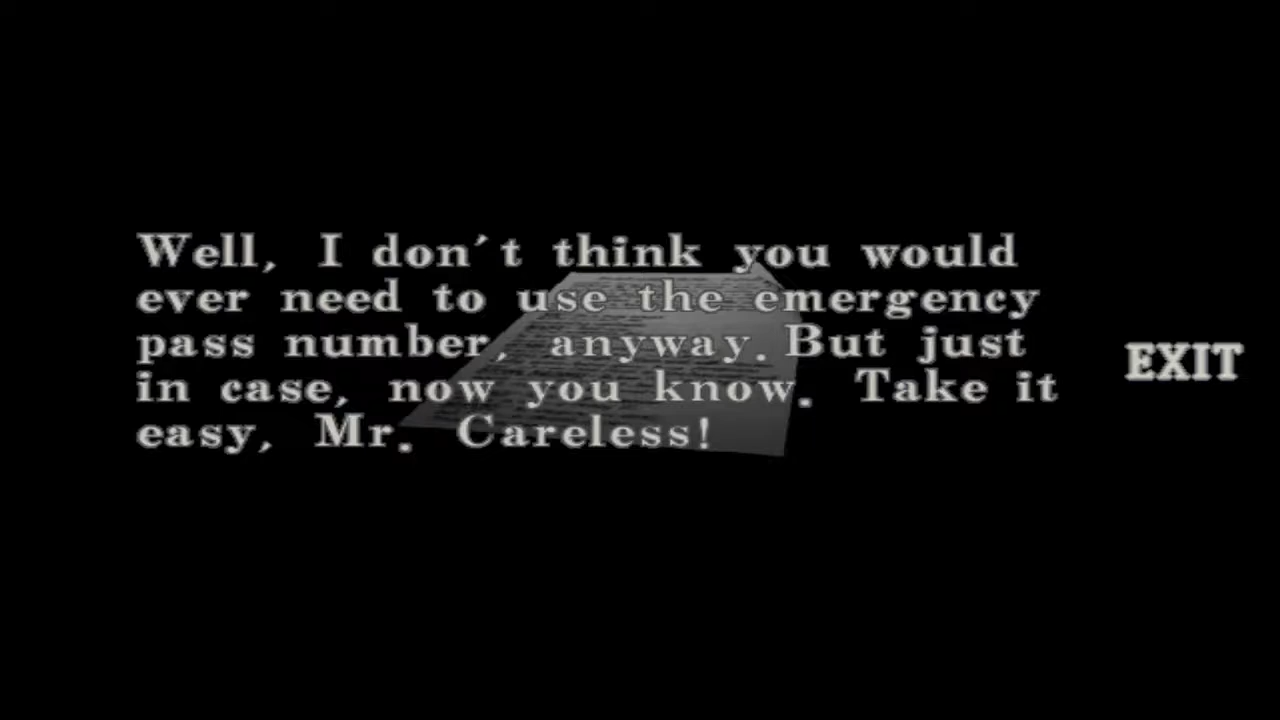 Well, I don't think you would
ever need to use the emergency
pass number, anyway. But just
in case, now you know. Take it
easy, Mr. Careless!
EXIT